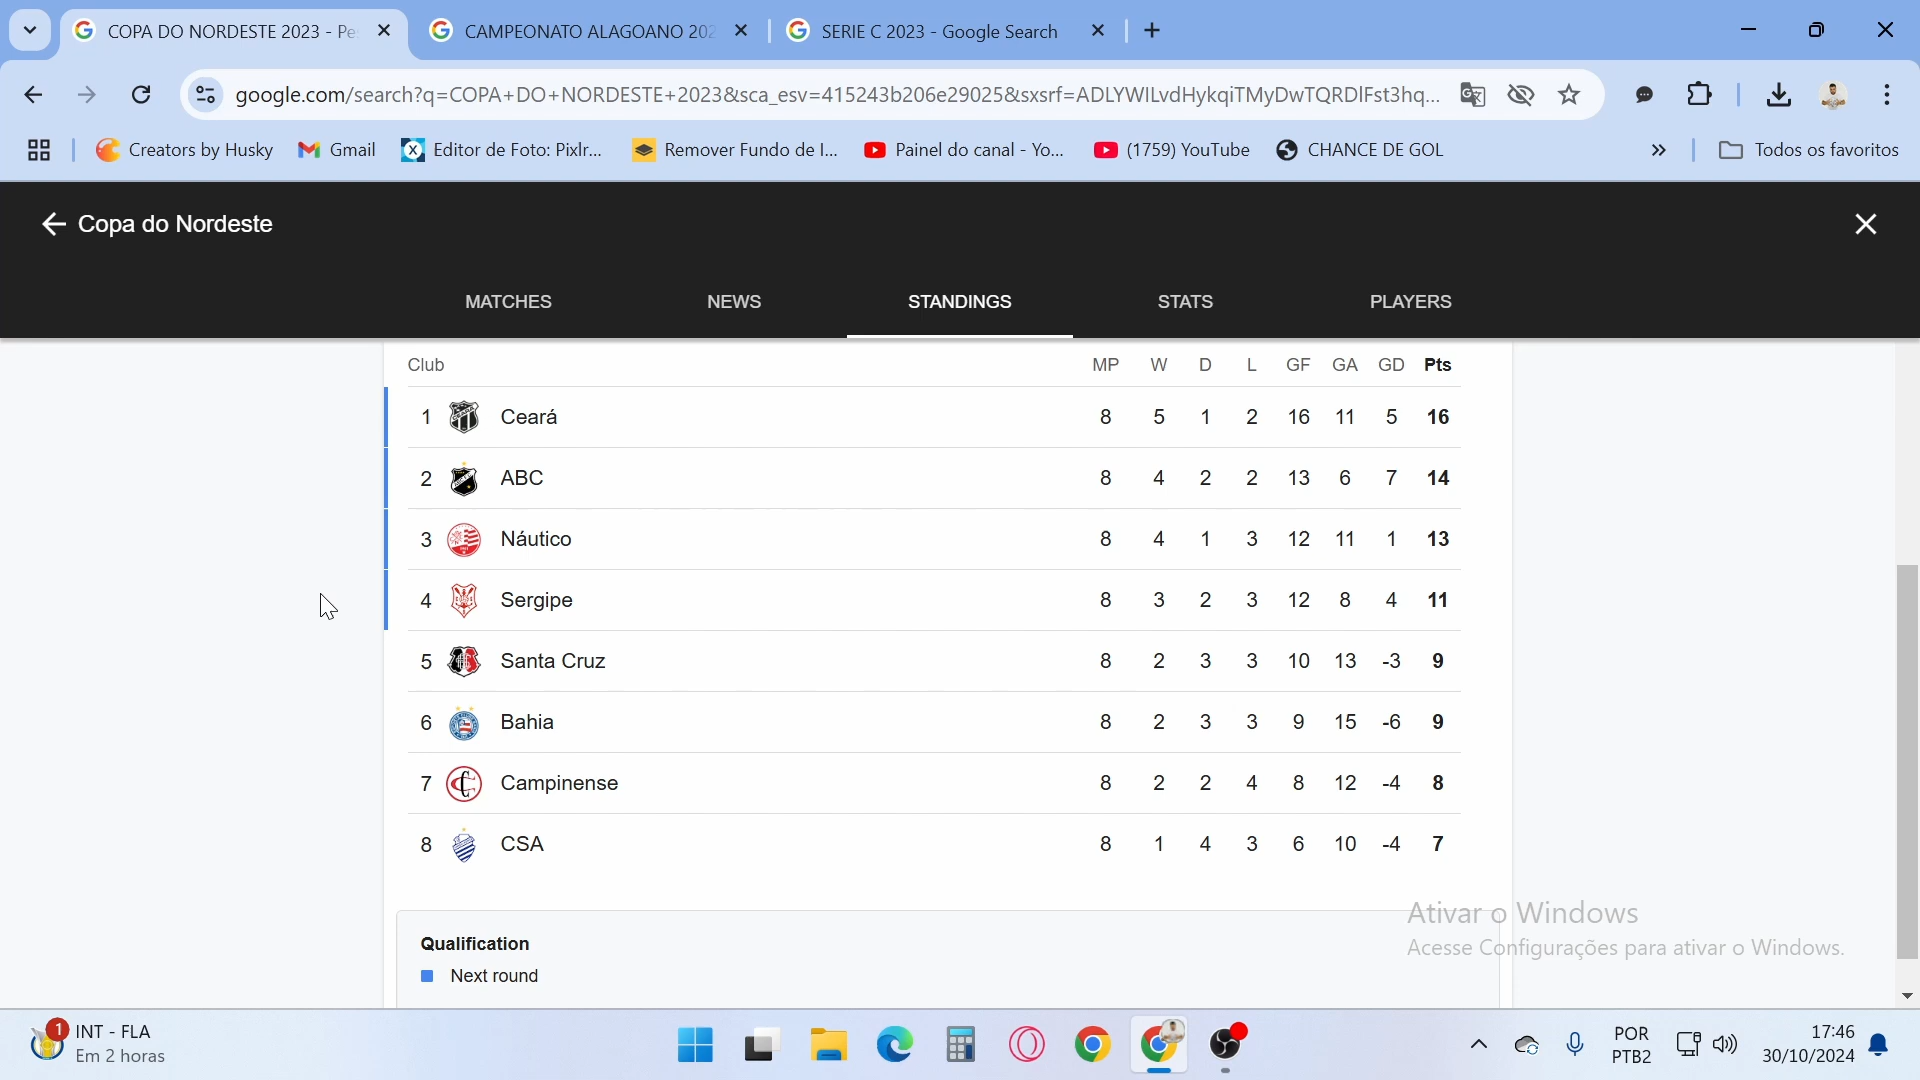 COPA DO NORDESTE 2023 - Pe
CAMPEONATO ALAGOANO 202
SERIE C 2023 - Google Search
google.com/search?q=COPA+DO+NORDESTE+2023&sca_esv=415243b206e29025&sxsrf=ADLYWILvdHykqiTMyDwTQRDlFst3hq...
Creators by Husky
Gmail
Editor de Foto: Pixlr...
Remover Fundo de I...
Painel do canal - Yo...
(1759) YouTube
CHANCE DE GOL
»
Todos os favoritos
Copa do Nordeste
MATCHES NEWS STANDINGS STATS PLAYERS
Club MP W D L GF GA GD Pts
1 Ceará 8 5 1 2 16 11 5 16
2 ABC 8 4 2 2 13 6 7 14
3 Náutico 8 4 1 3 12 11 1 13
4 Sergipe 8 3 2 3 12 8 4 11
5 Santa Cruz 8 2 3 3 10 13 -3 9
6 Bahia 8 2 3 3 9 15 -6 9
7 Campinense 8 2 2 4 8 12 -4 8
8 CSA 8 1 4 3 6 10 -4 7
Qualification
Next round
Ativar o Windows
Acesse Configurações para ativar o Windows.
1
INT - FLA
Em 2 horas
POR
PTB2
17:46
30/10/2024